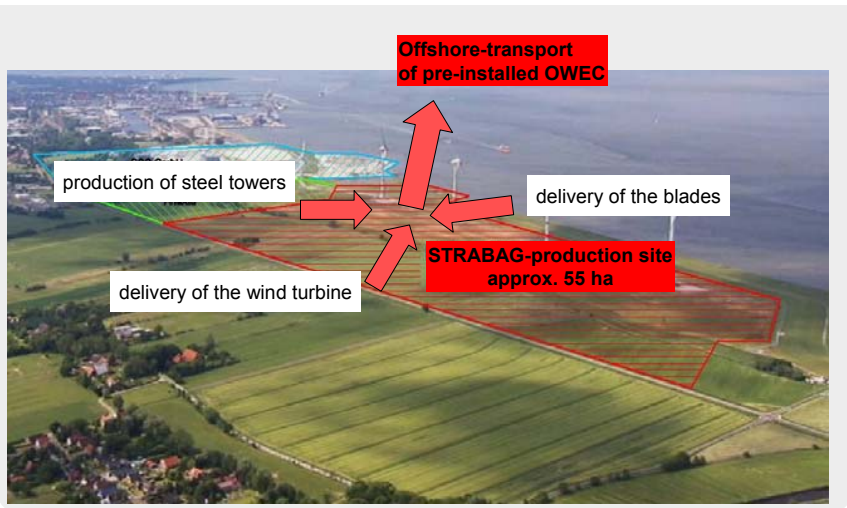 Offshore-transport
of pre-installed OWEC
production of steel towers
delivery of the blades
STRABAG-production site
approx. 55 ha
delivery of the wind turbine